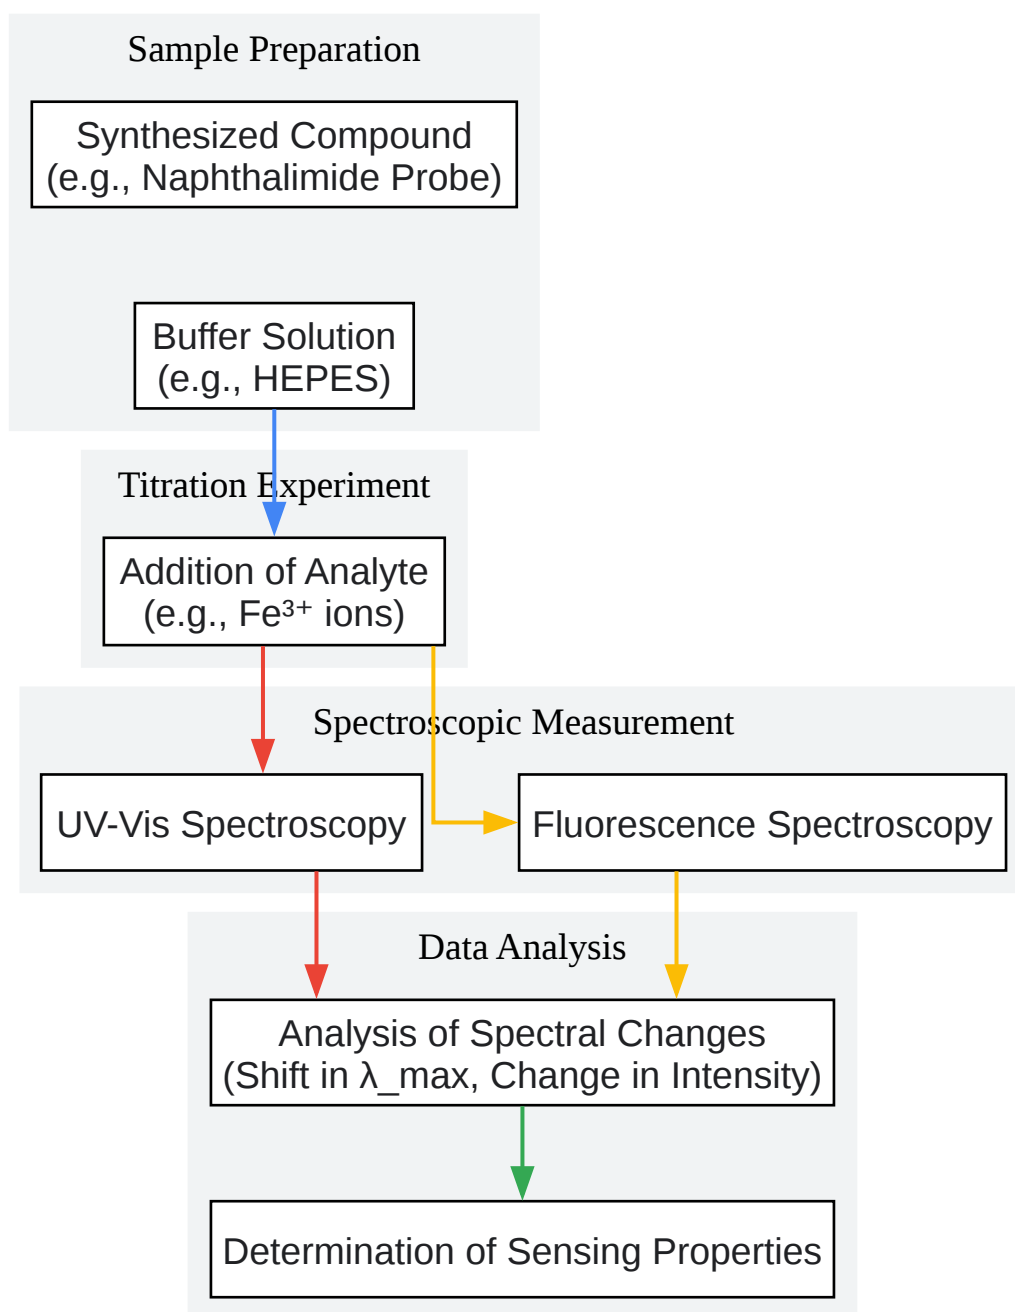 Sample Preparation
Synthesized Compound
(e.g., Naphthalimide Probe)
Buffer Solution
(e.g., HEPES)
Titration Experiment
Addition of Analyte
(e.g., Fe³⁺ ions)
Spectroscopic Measurement
UV-Vis Spectroscopy
Fluorescence Spectroscopy
Data Analysis
Analysis of Spectral Changes
(Shift in λ_max, Change in Intensity)
Determination of Sensing Properties